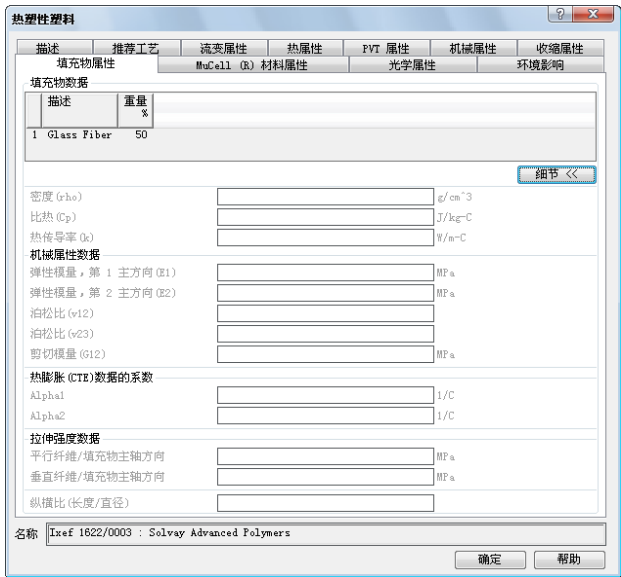 热塑性塑料
描述 推荐工艺 流变属性 热属性 PVT 属性 机械属性 收缩属性
填充物属性 MuCell (R) 材料属性 光学属性 环境影响
填充物数据
描述 重量 %
1 Glass Fiber 50
细节 <<
密度(rho) g/cm^3
比热(Cp) J/kg-C
热传导率(k) W/m-C
机械属性数据
弹性模量，第 1 主方向(E1) MPa
弹性模量，第 2 主方向(E2) MPa
泊松比(v12)
泊松比(v23)
剪切模量(G12) MPa
热膨胀(CTE)数据的系数
Alpha1 1/C
Alpha2 1/C
拉伸强度数据
平行纤维/填充物主轴方向 MPa
垂直纤维/填充物主轴方向 MPa
纵横比(长度/直径)
名称 Ixef 1622/0003 : Solvay Advanced Polymers
确定 帮助